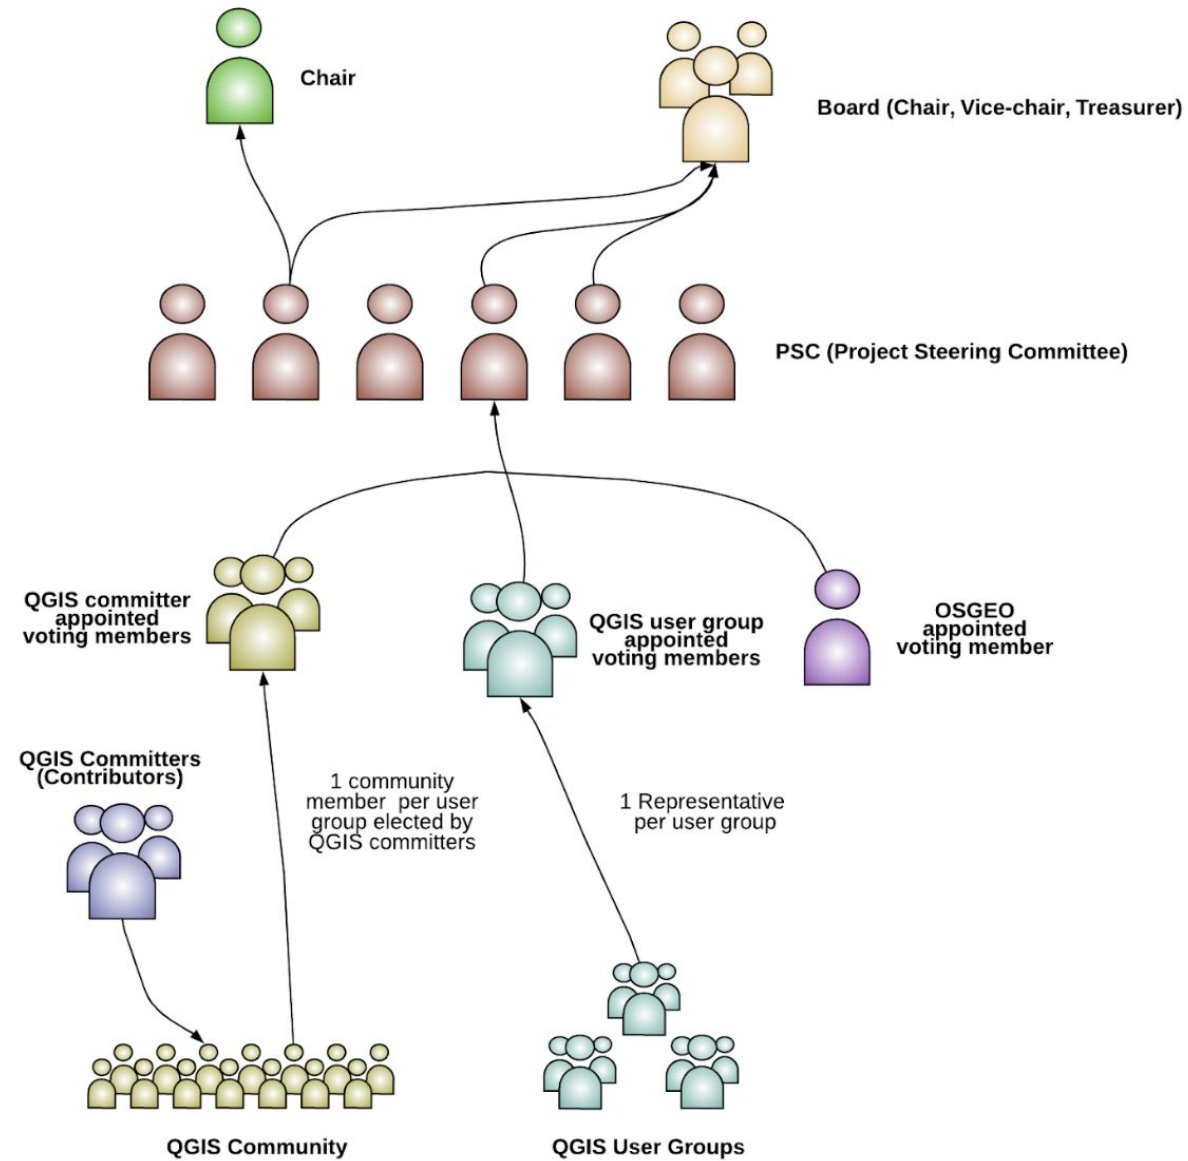 Chair
Board (Chair, Vice-chair, Treasurer)
PSC (Project Steering Committee)
QGIS committer
appointed
voting members
QGIS user group
appointed
voting members
OSGEO
appointed
voting member
QGIS Committers
(Contributors)
1 community
member  per user
group elected by
QGIS committers
1 Representative
per user group
QGIS Community
QGIS User Groups